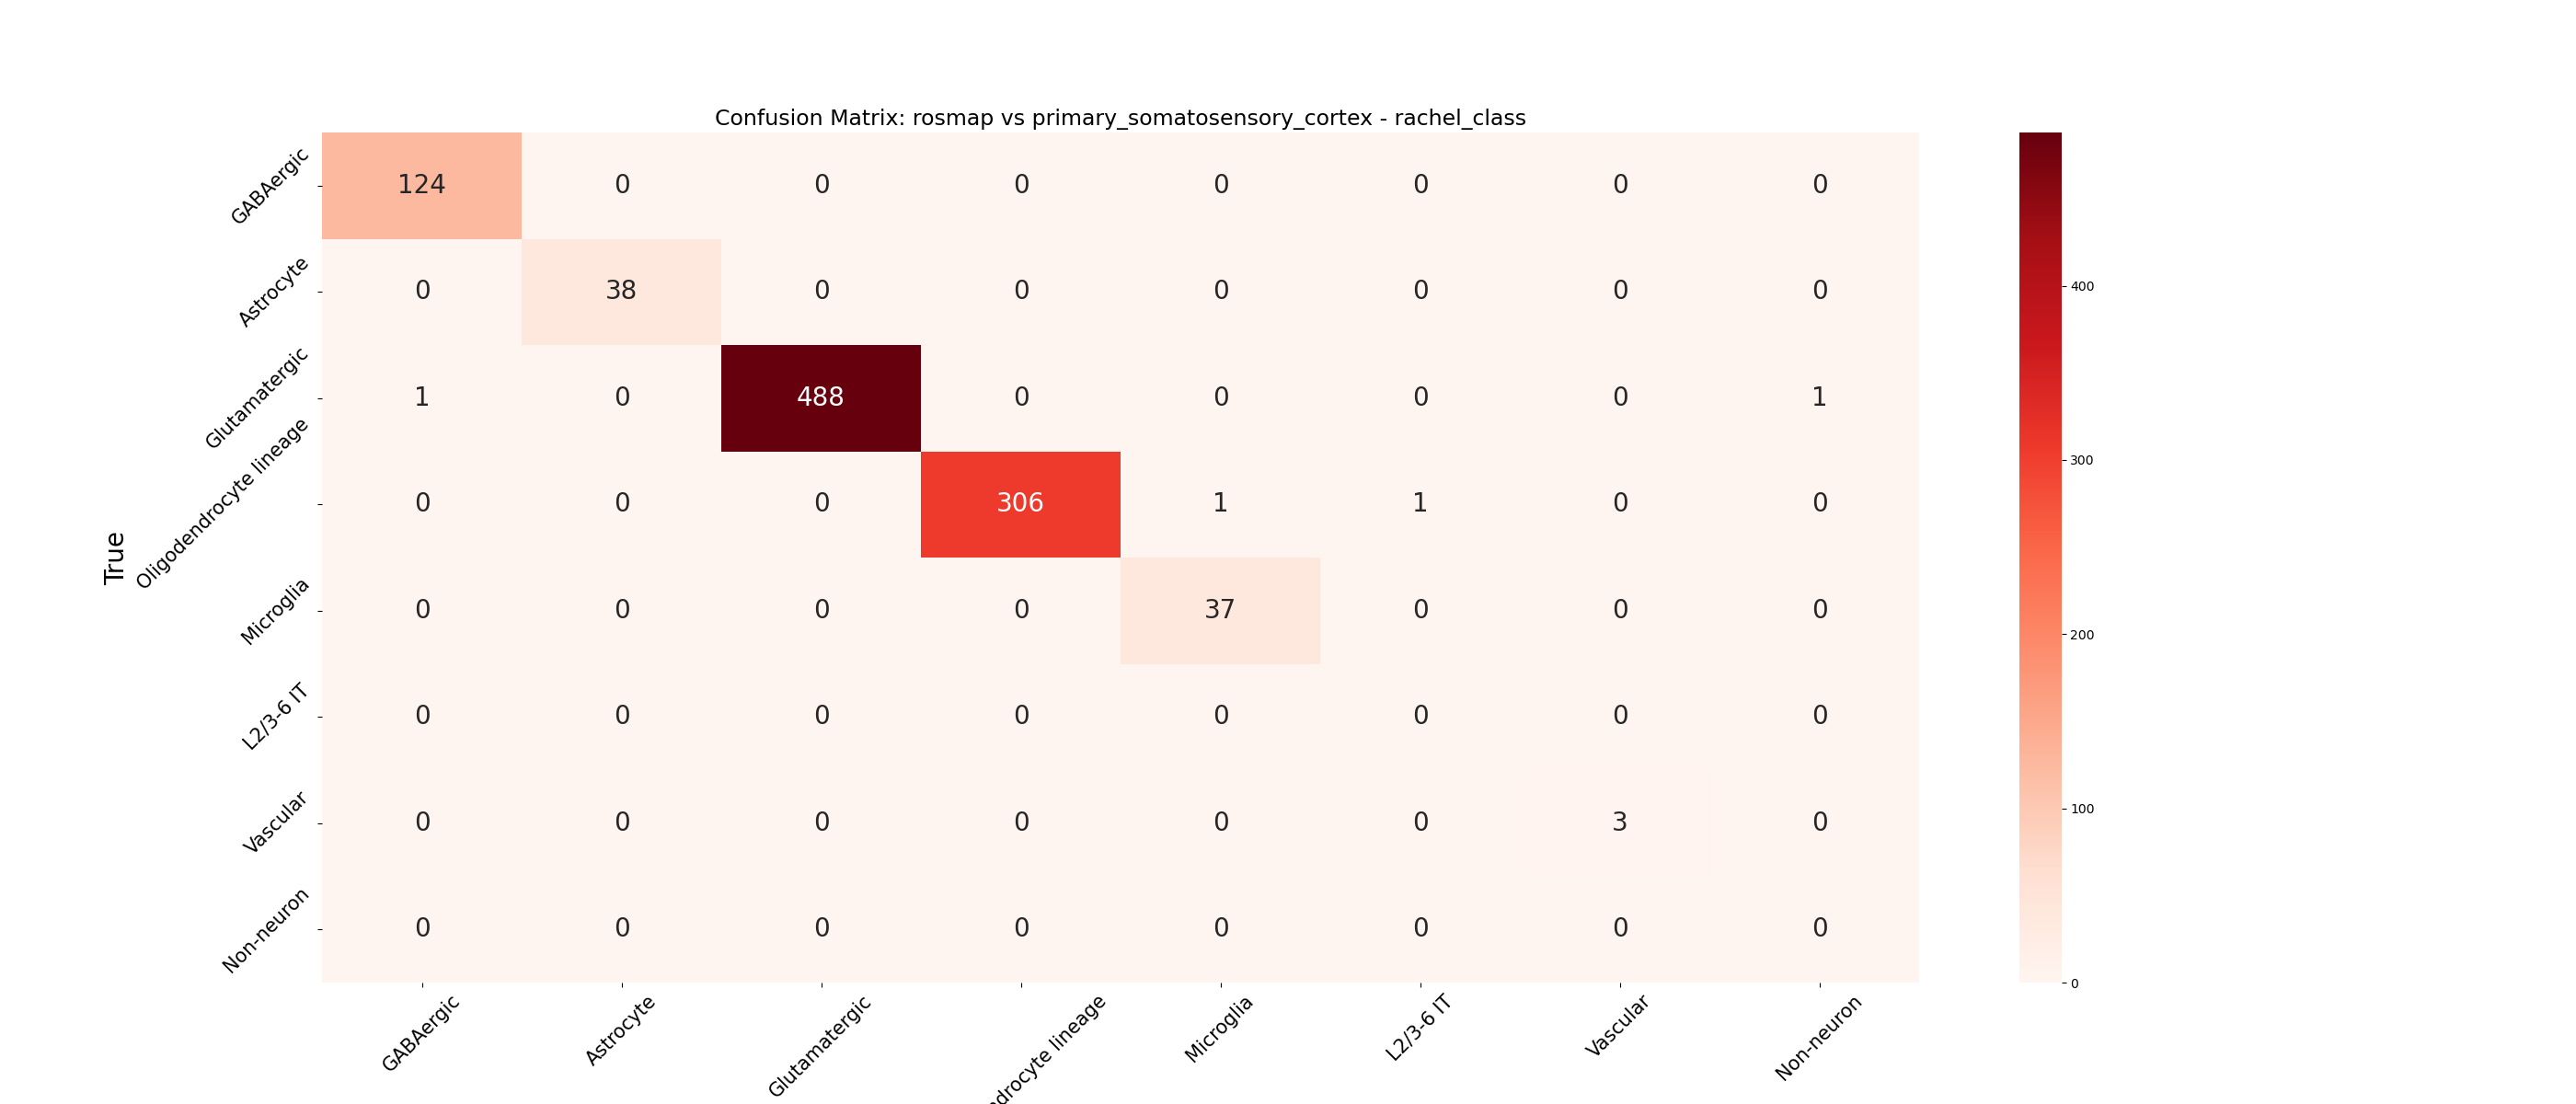 Confusion Matrix: rosmap vs primary_somatosensory_cortex - rachel_class
True
GABAergic 124 0 0 0 0 0 0 0
Astrocyte 0 38 0 0 0 0 0 0
Glutamatergic 1 0 488 0 0 0 0 1
Oligodendrocyte lineage 0 0 0 306 1 1 0 0
Microglia 0 0 0 0 37 0 0 0
L2/3-6 IT 0 0 0 0 0 0 0 0
Vascular 0 0 0 0 0 0 3 0
Non-neuron 0 0 0 0 0 0 0 0
GABAergic Astrocyte Glutamatergic lineage Microglia L2/3-6 IT Vascular Non-neuron
400
300
200
100
0